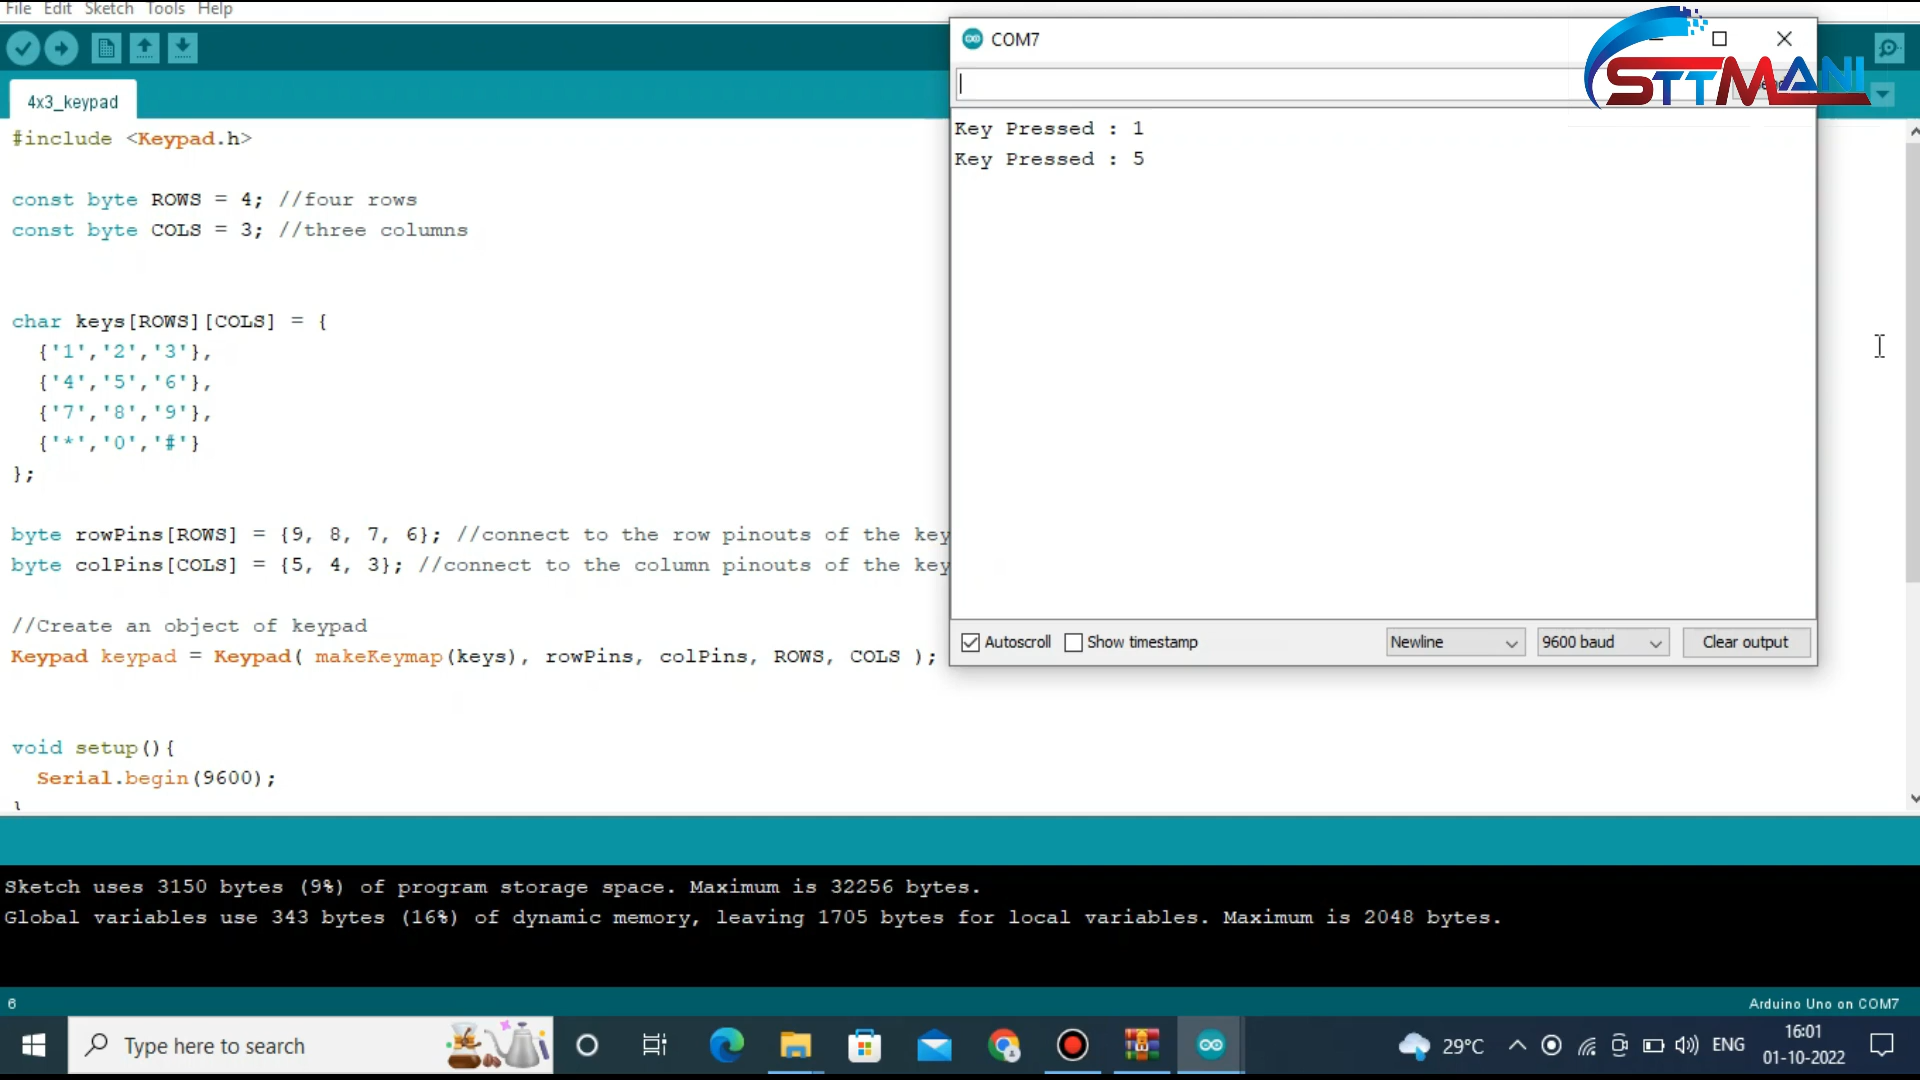 File Edit Sketch Tools Help
4x3_keypad
#include <Keypad.h>
const byte ROWS = 4; //four rows
const byte COLS = 3; //three columns
char keys[ROWS][COLS] = {
{'1','2','3'},
{'4','5','6'},
{'7','8','9'},
{'*','0','#'}
};
byte rowPins[ROWS] = {9, 8, 7, 6}; //connect to the row pinouts of the key
byte colPins[COLS] = {5, 4, 3}; //connect to the column pinouts of the key
//Create an object of keypad
Keypad keypad = Keypad( makeKeymap(keys), rowPins, colPins, ROWS, COLS );
void setup(){
Serial.begin(9600);
}
COM7
STTMANI
Key Pressed : 1
Key Pressed : 5
Autoscroll Show timestamp Newline 9600 baud Clear output
Sketch uses 3150 bytes (9%) of program storage space. Maximum is 32256 bytes.
Global variables use 343 bytes (16%) of dynamic memory, leaving 1705 bytes for local variables. Maximum is 2048 bytes.
6 Arduino Uno on COM7
Type here to search
29°C ENG
16:01
01-10-2022